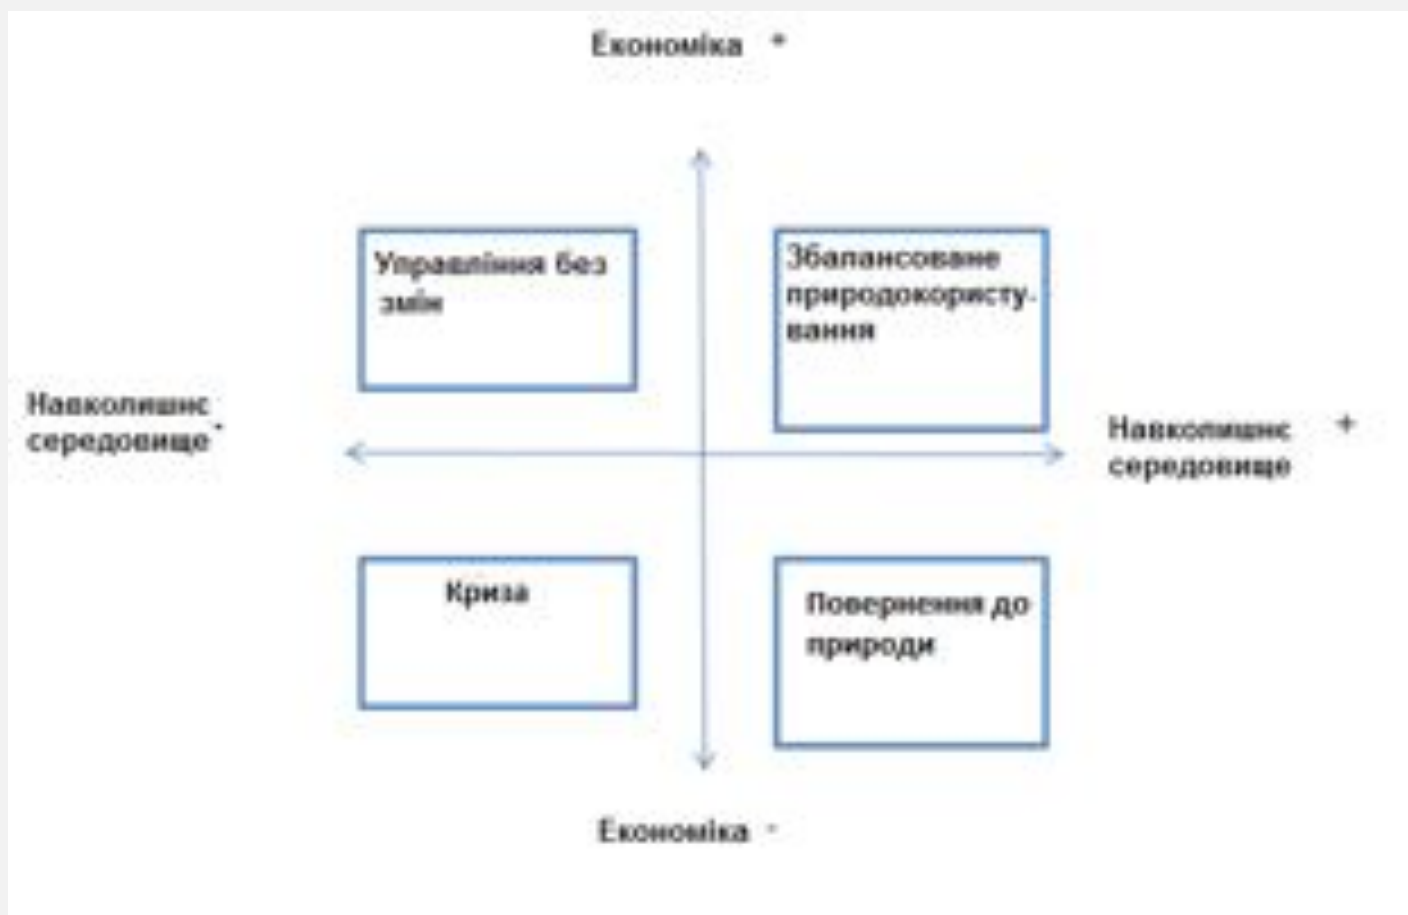 Економіка +
Управління без
змін
Збалансоване
природокористу-
вання
Навколишнє
середовище -
Навколишнє +
середовище
Криза
Повернення до
природи
Економіка -